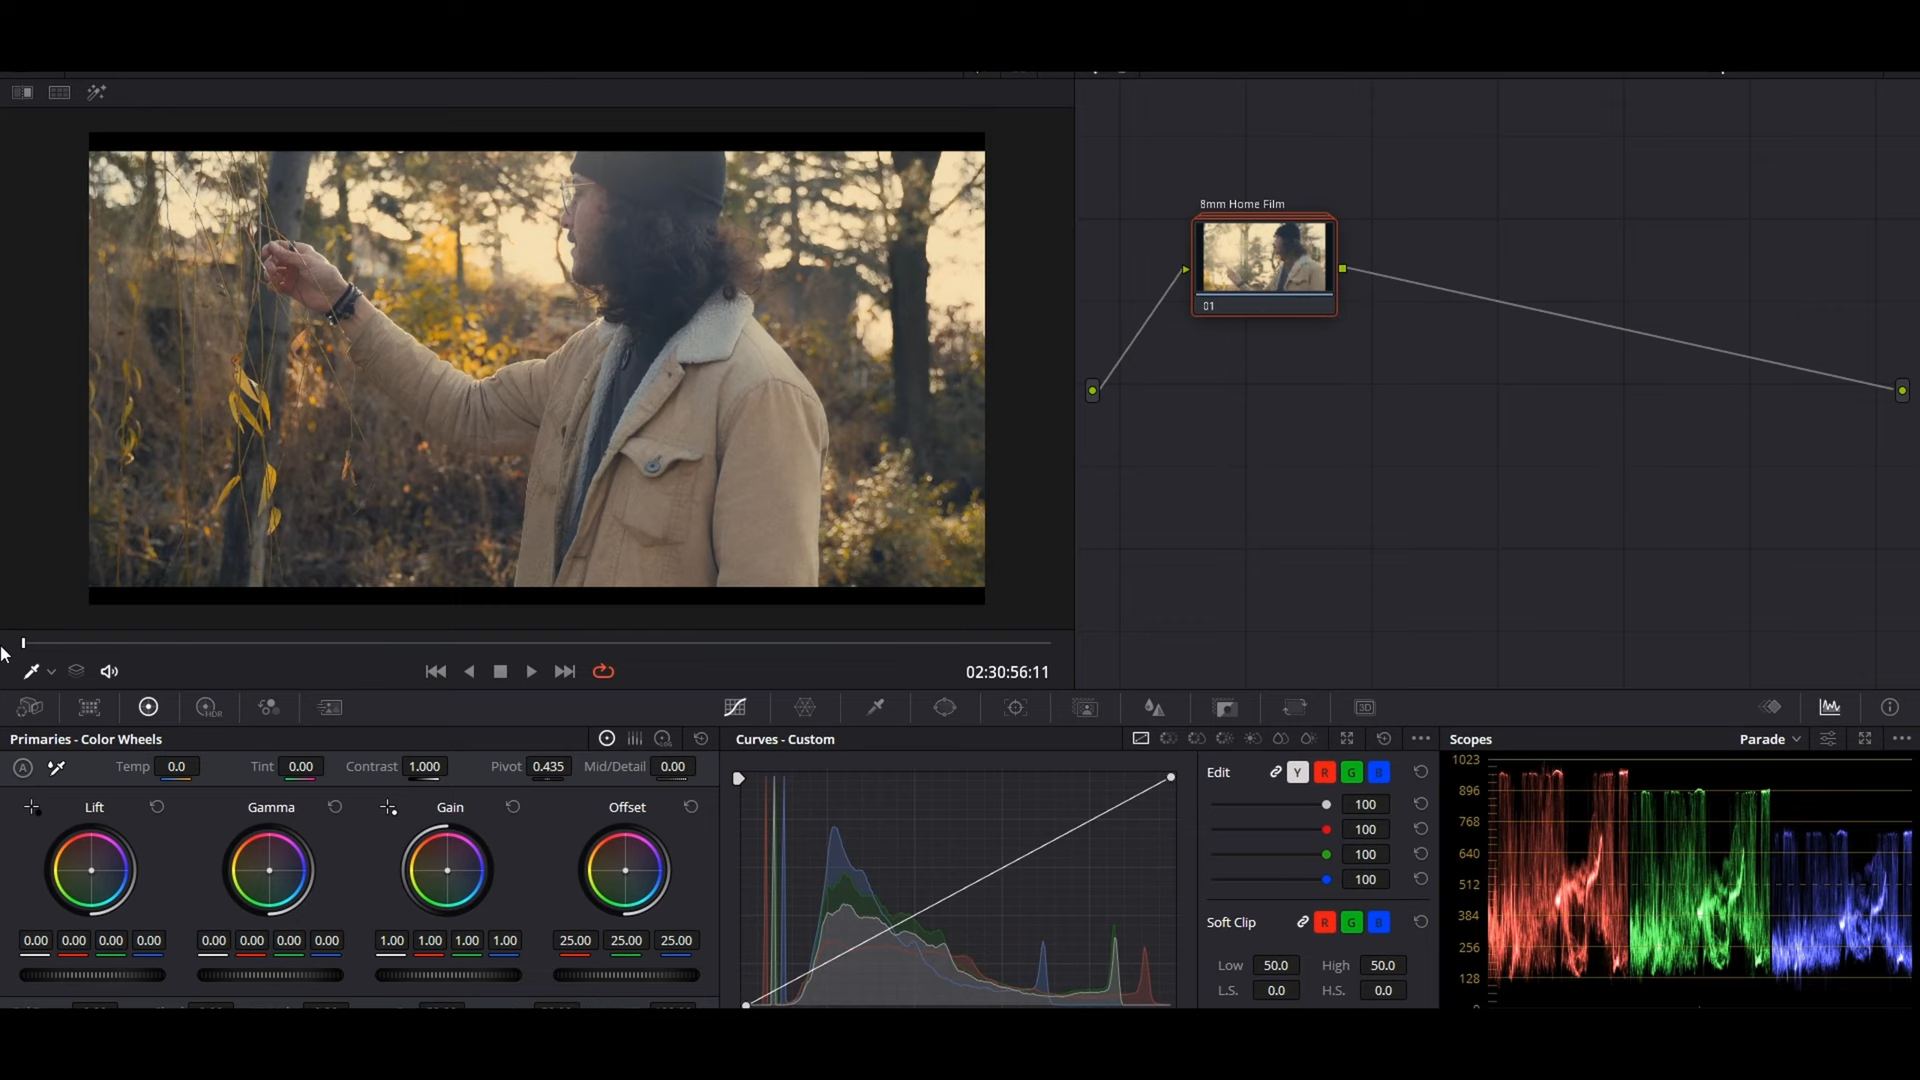 8mm Home Film
01
02:30:56:11
HDR
3D
Primaries - Color Wheels
Curves - Custom
Scopes
Parade
A
Temp 0.0 Tint 0.00 Contrast 1.000 Pivot 0.435 Mid/Detail 0.00
Lift Gamma Gain Offset
0.00 0.00 0.00 0.00 0.00 0.00 0.00 0.00 1.00 1.00 1.00 1.00 25.00 25.00 25.00
Edit Y R G B
100
100
100
100
Soft Clip R G B
Low 50.0 High 50.0
L.S. 0.0 H.S. 0.0
1023
896
768
640
512
384
256
128